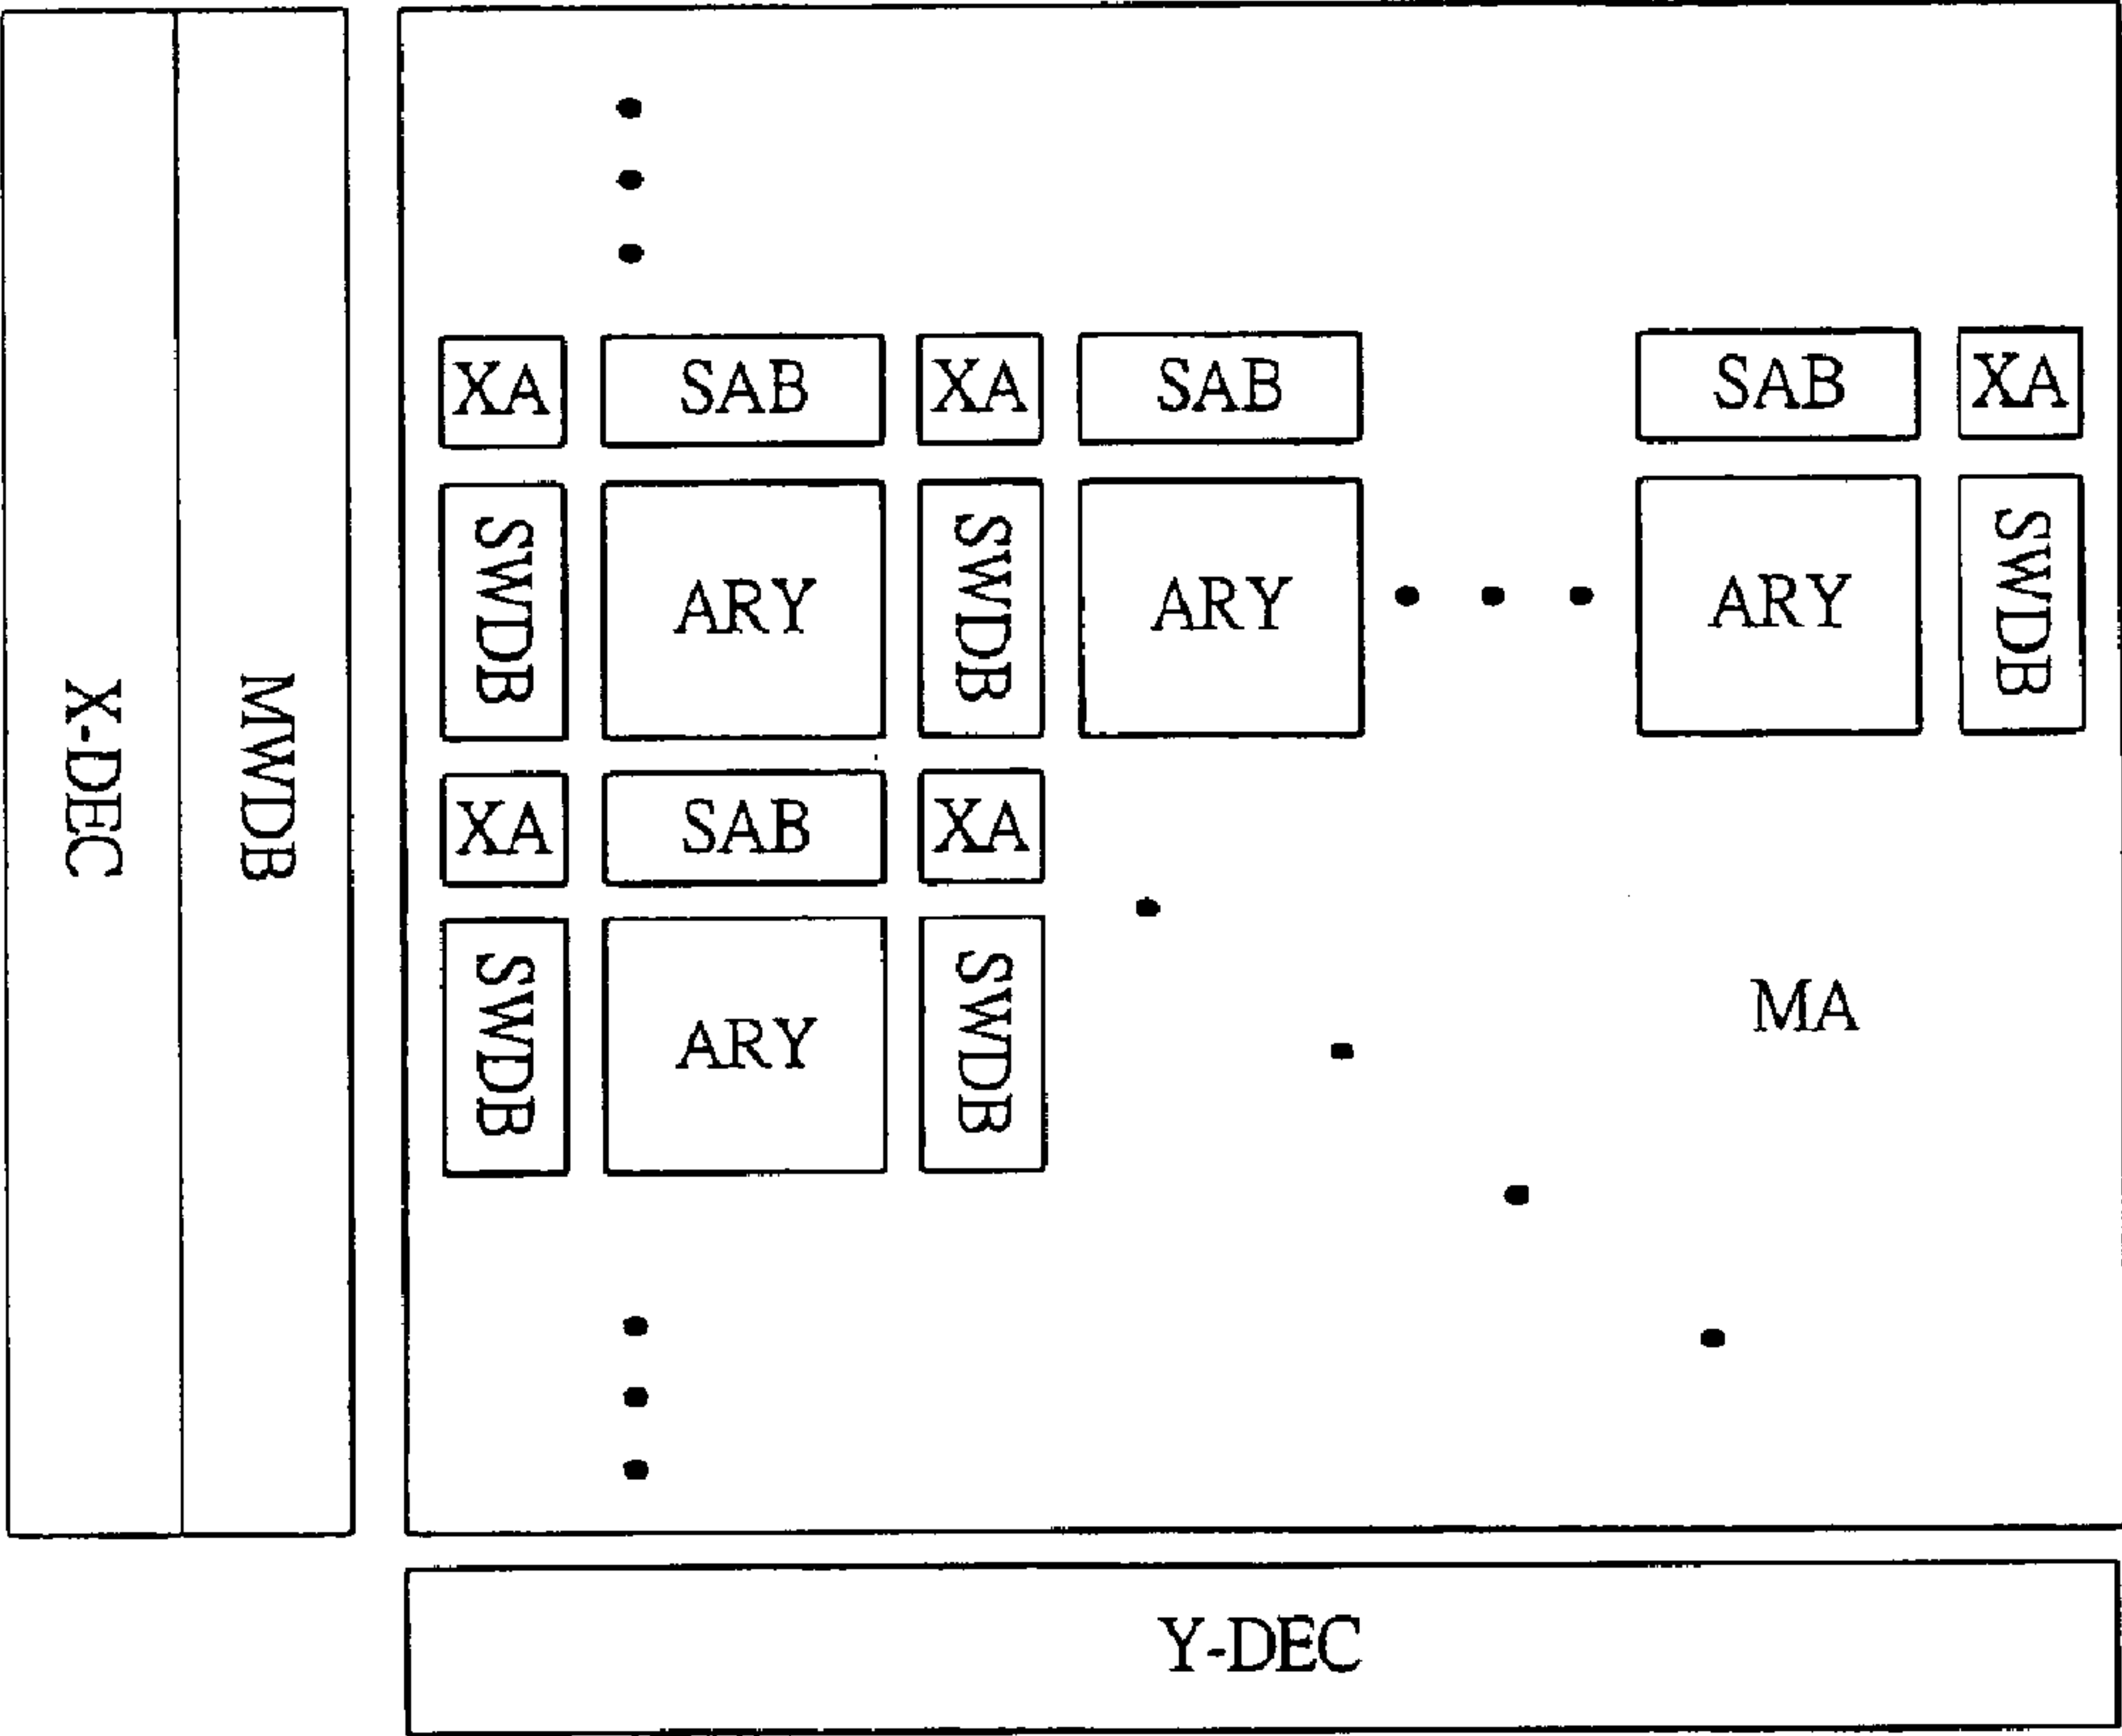 XA SAB XA SAB SAB XA
SWDB ARY SWDB ARY ARY SWDB
X-DEC MWDB
XA SAB XA
SWDB ARY SWDB
MA
Y-DEC